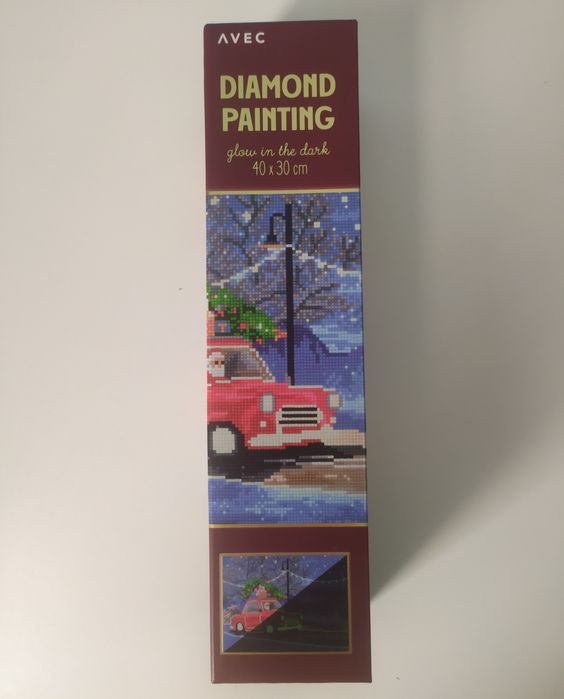 AVEC
DIAMOND
PAINTING
glow in the dark
40 x 30 cm